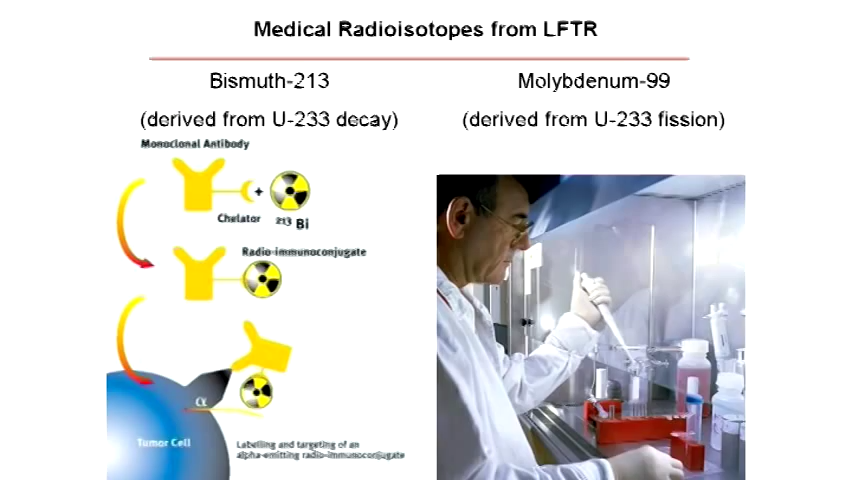 Medical Radioisotopes from LFTR
Bismuth-213
(derived from U-233 decay)
Molybdenum-99
(derived from U-233 fission)
Monoclonal Antibody
+
Chelator
213 Bi
Radio-immunoconjugate
α
Tumor Cell
Labelling and targeting of an
alpha-emitting radio-immunoconjugate